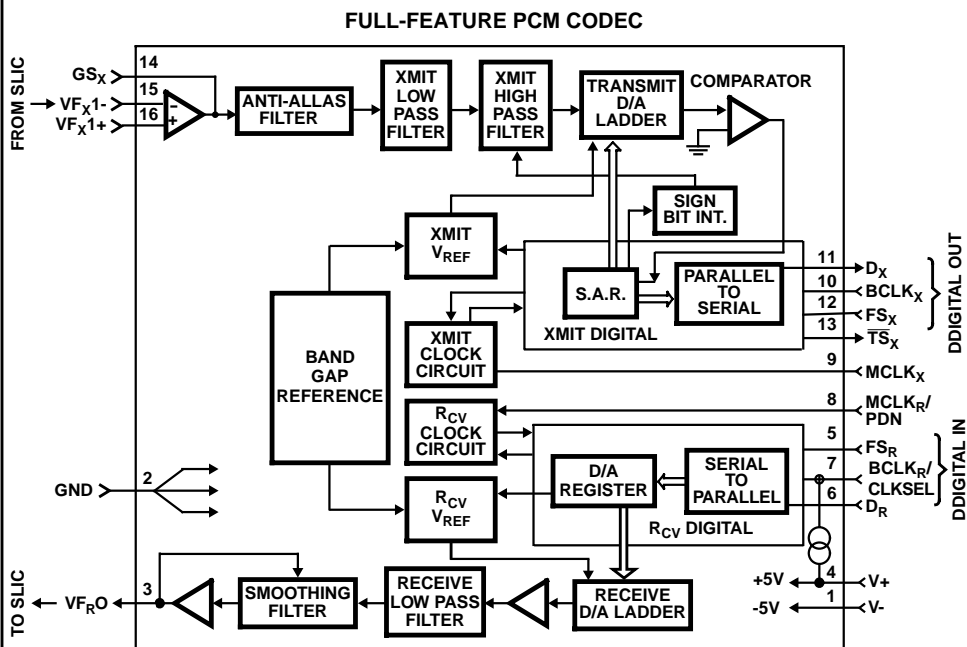 FULL-FEATURE PCM CODEC
FROM SLIC
GSX
14
VFX1-
15
VFX1+
16
-
+
ANTI-ALLAS
FILTER
XMIT
LOW
PASS
FILTER
XMIT
HIGH
PASS
FILTER
TRANSMIT
D/A
LADDER
COMPARATOR
SIGN
BIT INT.
XMIT
VREF
S.A.R.
PARALLEL
TO
SERIAL
XMIT DIGITAL
11
DX
10
BCLKX
12
FSX
13
TSX
DDIGITAL OUT
BAND
GAP
REFERENCE
XMIT
CLOCK
CIRCUIT
9
MCLKX
RCV
CLOCK
CIRCUIT
8
MCLKR/
PDN
5
FSR
7
BCLKR/
CLKSEL
6
DR
DDIGITAL IN
D/A
REGISTER
SERIAL
TO
PARALLEL
RCV DIGITAL
GND
2
RCV
VREF
+5V
4
V+
-5V
1
V-
TO SLIC
VFRO
3
SMOOTHING
FILTER
RECEIVE
LOW PASS
FILTER
RECEIVE
D/A LADDER